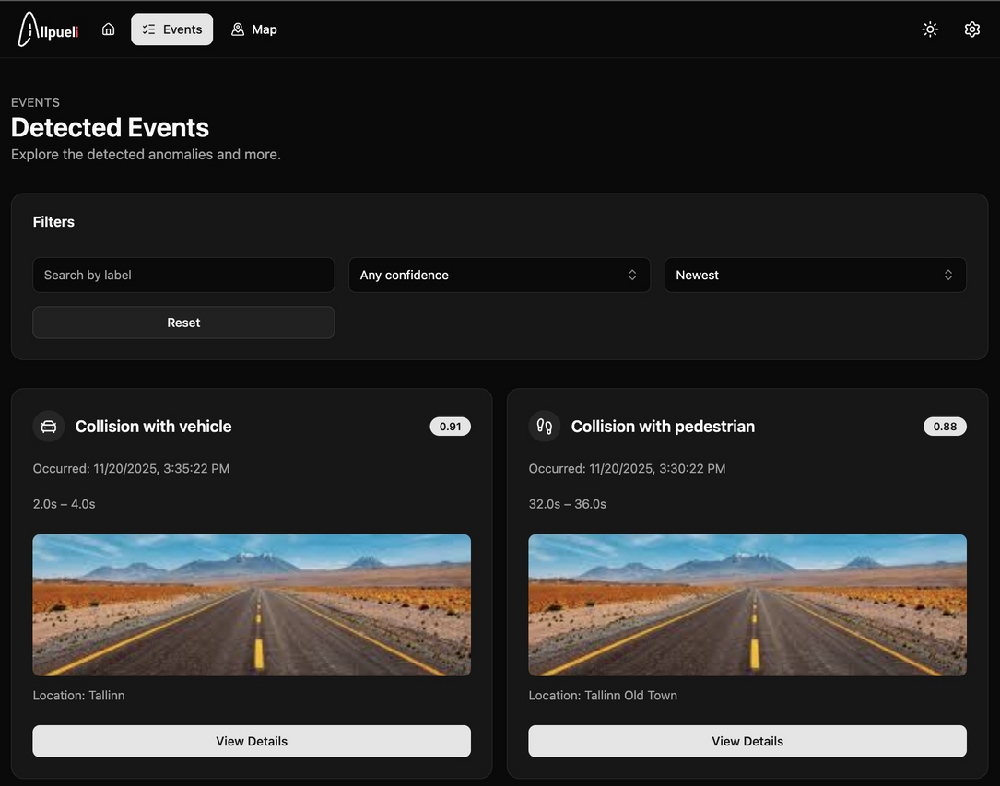 Allpueli
Events
Map
EVENTS
Detected Events
Explore the detected anomalies and more.
Filters
Search by label
Any confidence
Newest
Reset
Collision with vehicle
0.91
Occurred: 11/20/2025, 3:35:22 PM
2.0s – 4.0s
Location: Tallinn
View Details
Collision with pedestrian
0.88
Occurred: 11/20/2025, 3:30:22 PM
32.0s – 36.0s
Location: Tallinn Old Town
View Details